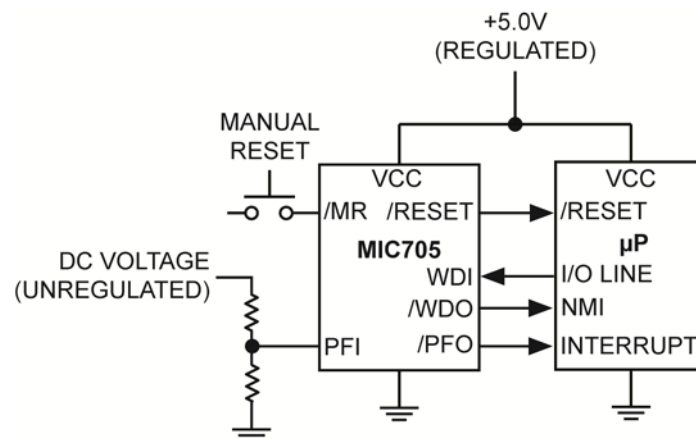 +5.0V
(REGULATED)
MANUAL
RESET
VCC
VCC
/MR
/RESET
/RESET
MIC705
µP
DC VOLTAGE
(UNREGULATED)
WDI
I/O LINE
/WDO
NMI
PFI
/PFO
INTERRUPT